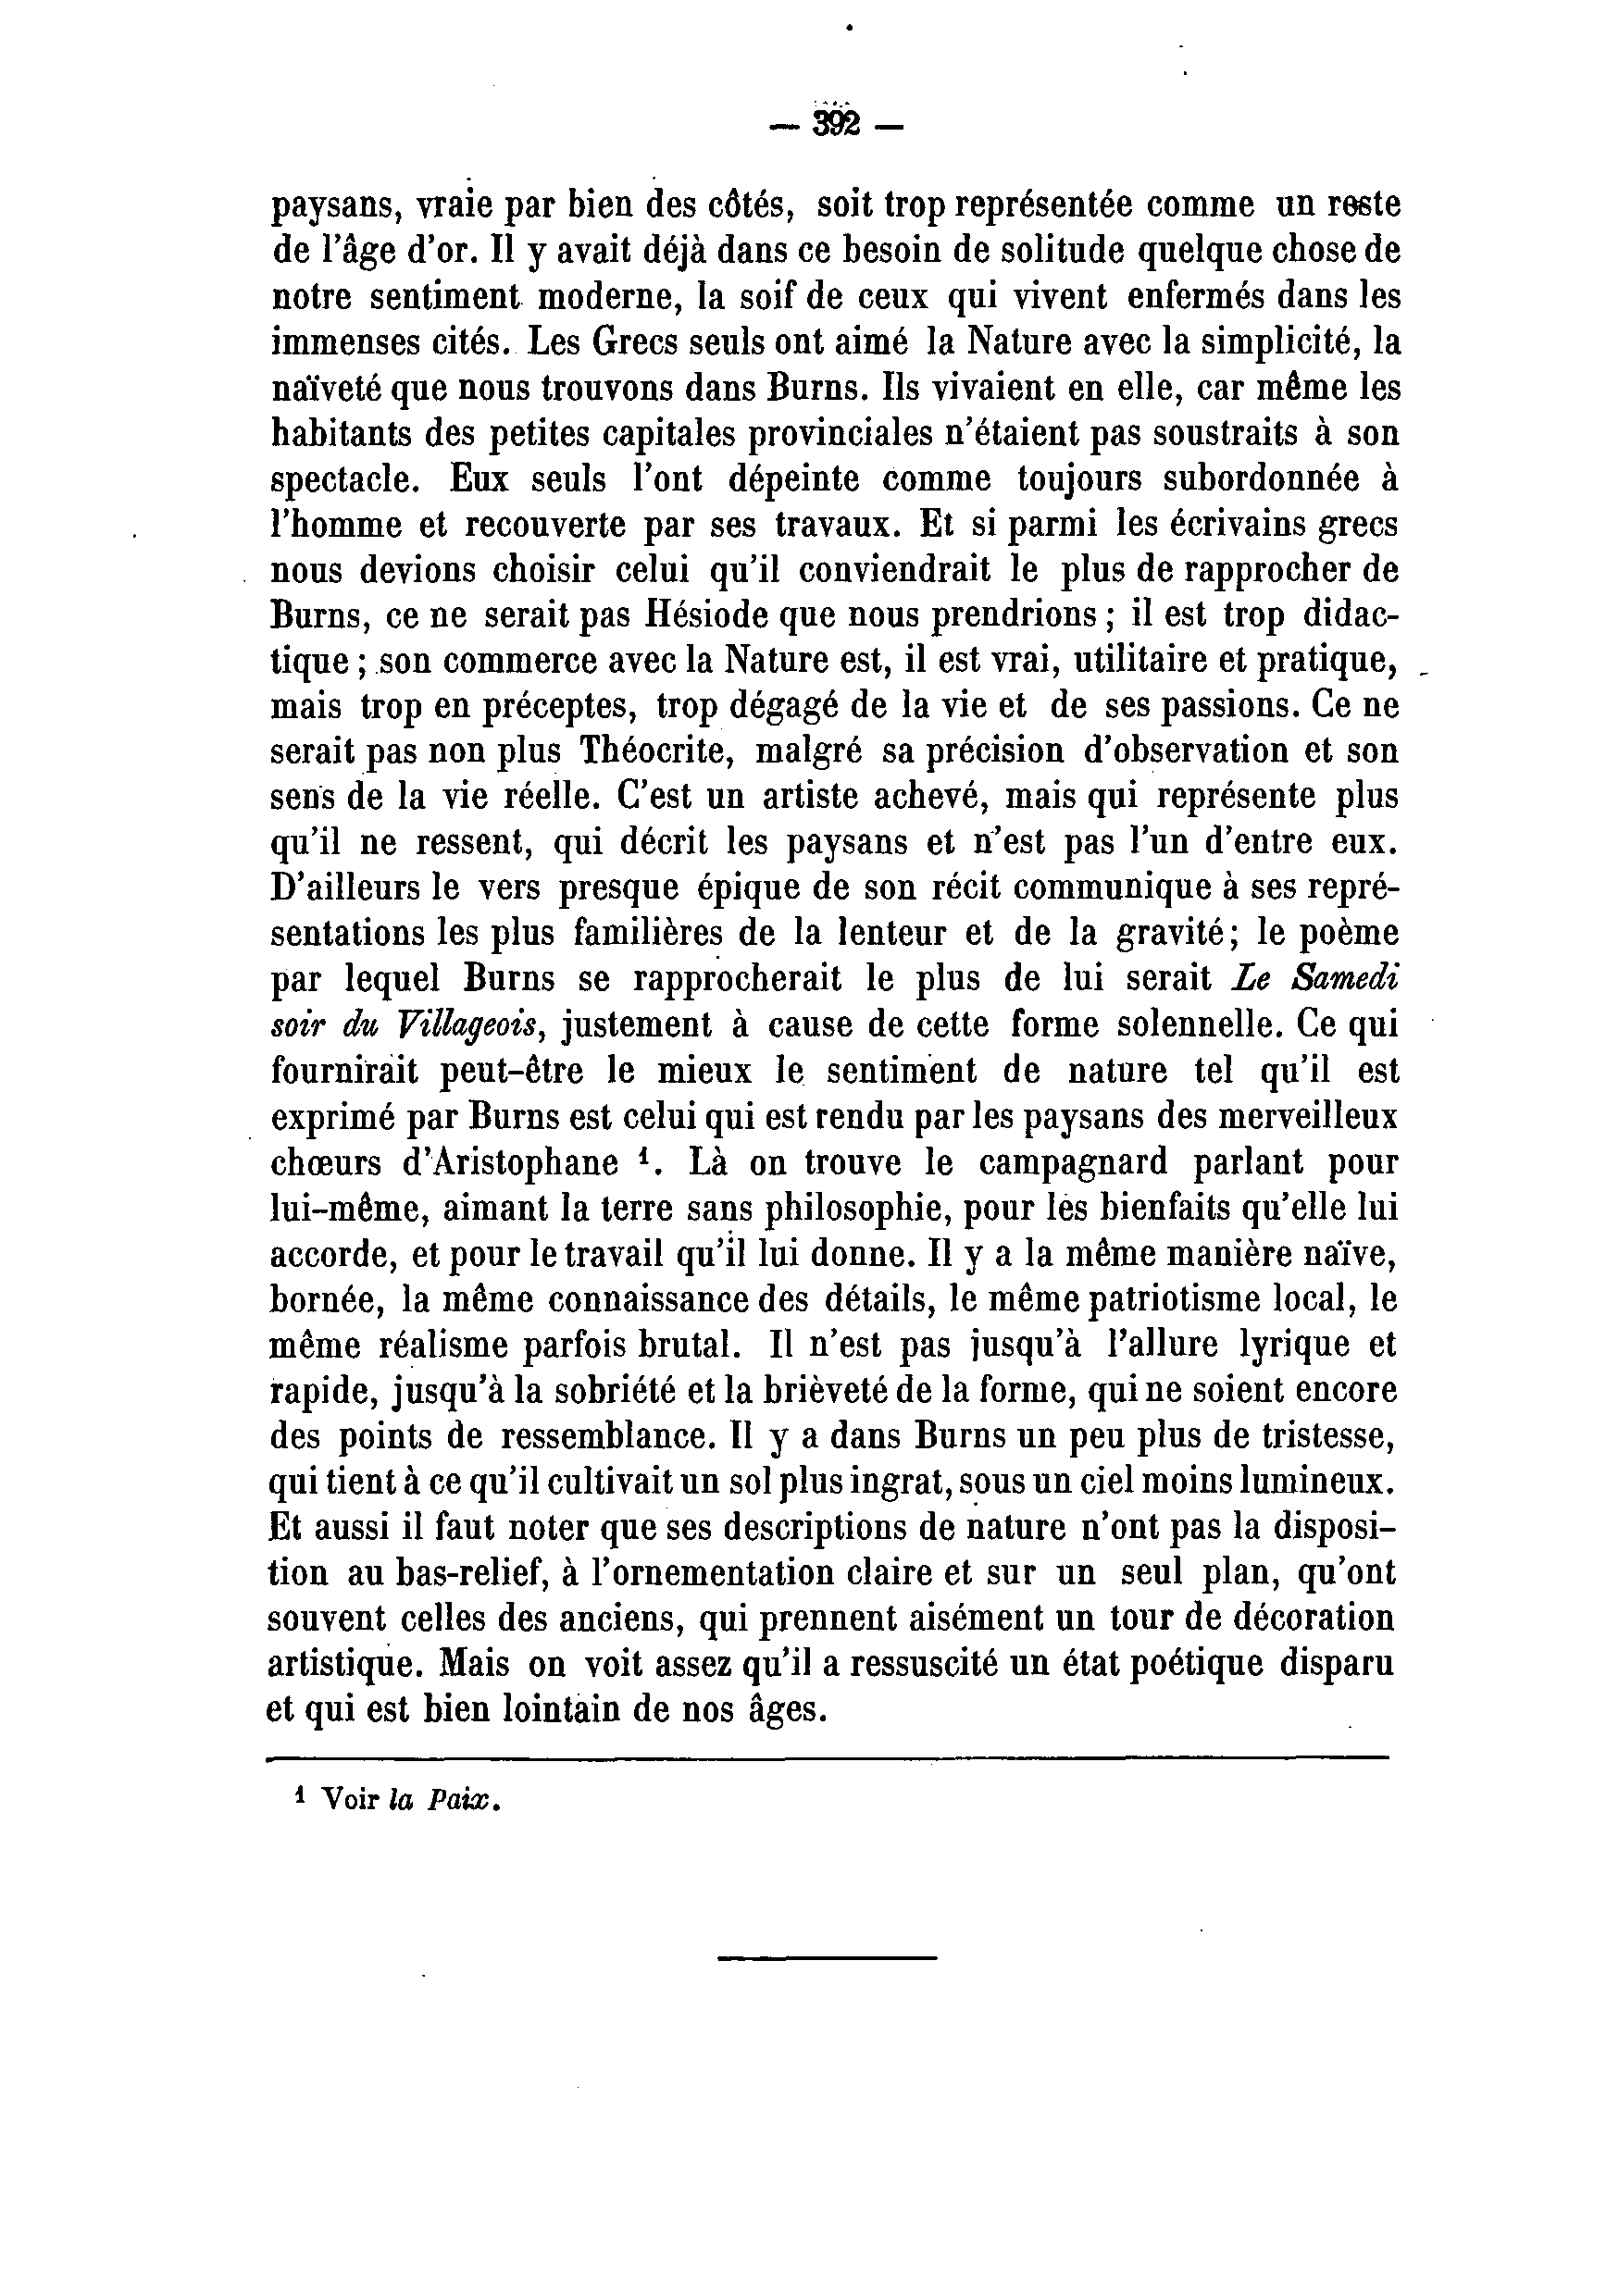 — 392 —
paysans, vraie par bien des côtés, soit trop représentée comme un reste
de l'âge d'or. Il y avait déjà dans ce besoin de solitude quelque chose de
notre sentiment moderne, la soif de ceux qui vivent enfermés dans les
immenses cités. Les Grecs seuls ont aimé la Nature avec la simplicité, la
naïveté que nous trouvons dans Burns. Ils vivaient en elle, car même les
habitants des petites capitales provinciales n'étaient pas soustraits à son
spectacle. Eux seuls l'ont dépeinte comme toujours subordonnée à
l'homme et recouverte par ses travaux. Et si parmi les écrivains grecs
nous devions choisir celui qu'il conviendrait le plus de rapprocher de
Burns, ce ne serait pas Hésiode que nous prendrions ; il est trop didac-
tique ; son commerce avec la Nature est, il est vrai, utilitaire et pratique,
mais trop en préceptes, trop dégagé de la vie et de ses passions. Ce ne
serait pas non plus Théocrite, malgré sa précision d'observation et son
sens de la vie réelle. C'est un artiste achevé, mais qui représente plus
qu'il ne ressent, qui décrit les paysans et n'est pas l'un d'entre eux.
D'ailleurs le vers presque épique de son récit communique à ses repré-
sentations les plus familières de la lenteur et de la gravité; le poème
par lequel Burns se rapprocherait le plus de lui serait Le Samedi
soir du Villageois, justement à cause de cette forme solennelle. Ce qui
fournirait peut-être le mieux le sentiment de nature tel qu'il est
exprimé par Burns est celui qui est rendu par les paysans des merveilleux
chœurs d'Aristophane ¹. Là on trouve le campagnard parlant pour
lui-même, aimant la terre sans philosophie, pour les bienfaits qu'elle lui
accorde, et pour le travail qu'il lui donne. Il y a la même manière naïve,
bornée, la même connaissance des détails, le même patriotisme local, le
même réalisme parfois brutal. Il n'est pas jusqu'à l'allure lyrique et
rapide, jusqu'à la sobriété et la brièveté de la forme, qui ne soient encore
des points de ressemblance. Il y a dans Burns un peu plus de tristesse,
qui tient à ce qu'il cultivait un sol plus ingrat, sous un ciel moins lumineux.
Et aussi il faut noter que ses descriptions de nature n'ont pas la disposi-
tion au bas-relief, à l'ornementation claire et sur un seul plan, qu'ont
souvent celles des anciens, qui prennent aisément un tour de décoration
artistique. Mais on voit assez qu'il a ressuscité un état poétique disparu
et qui est bien lointain de nos âges.
¹ Voir la Paix.